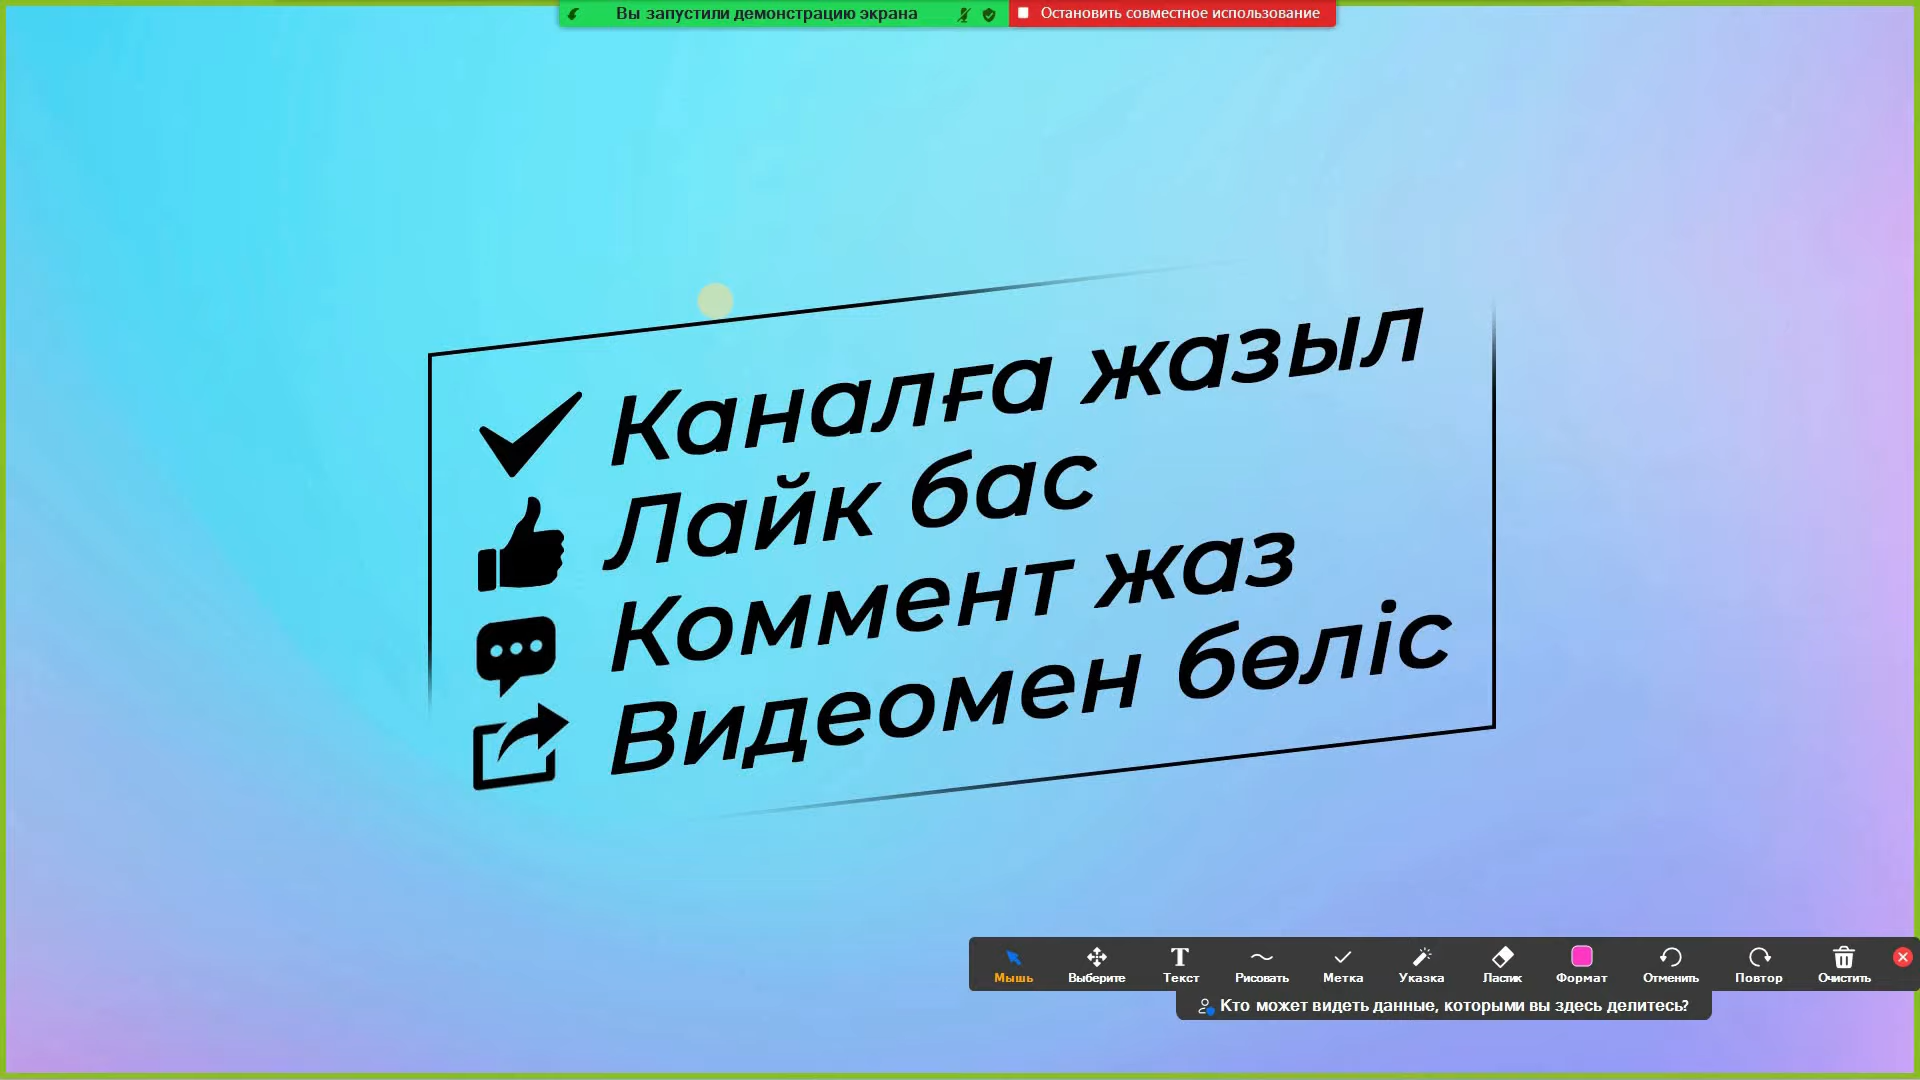 Вы запустили демонстрацию экрана
Остановить совместное использование
Каналға жазыл
Лайк бас
Коммент жаз
Видеомен бөліс
Мышь
Выберите
Текст
Рисовать
Метка
Указка
Ластик
Формат
Отменить
Повтор
Очистить
Кто может видеть данные, которыми вы здесь делитесь?